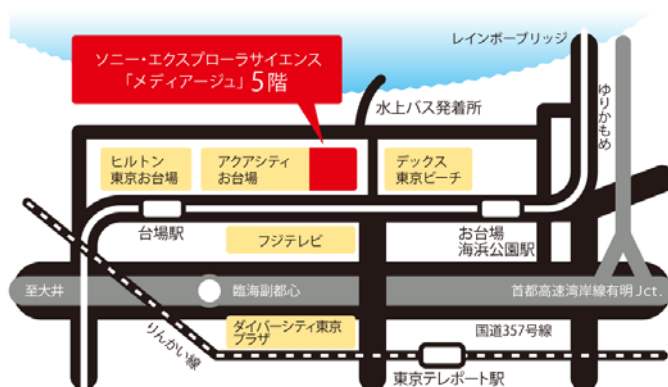 レインボーブリッジ
ソニー・エクスプローラサイエンス
「メディアージュ」5階
水上バス発着所
ゆりかもめ
ヒルトン
東京お台場
アクアシティ
お台場
デックス
東京ビーチ
台場駅
フジテレビ
お台場
海浜公園駅
至大井
臨海副都心
首都高速湾岸線有明Jct.
りんかい線
ダイバーシティ東京
プラザ
国道357号線
東京テレポート駅